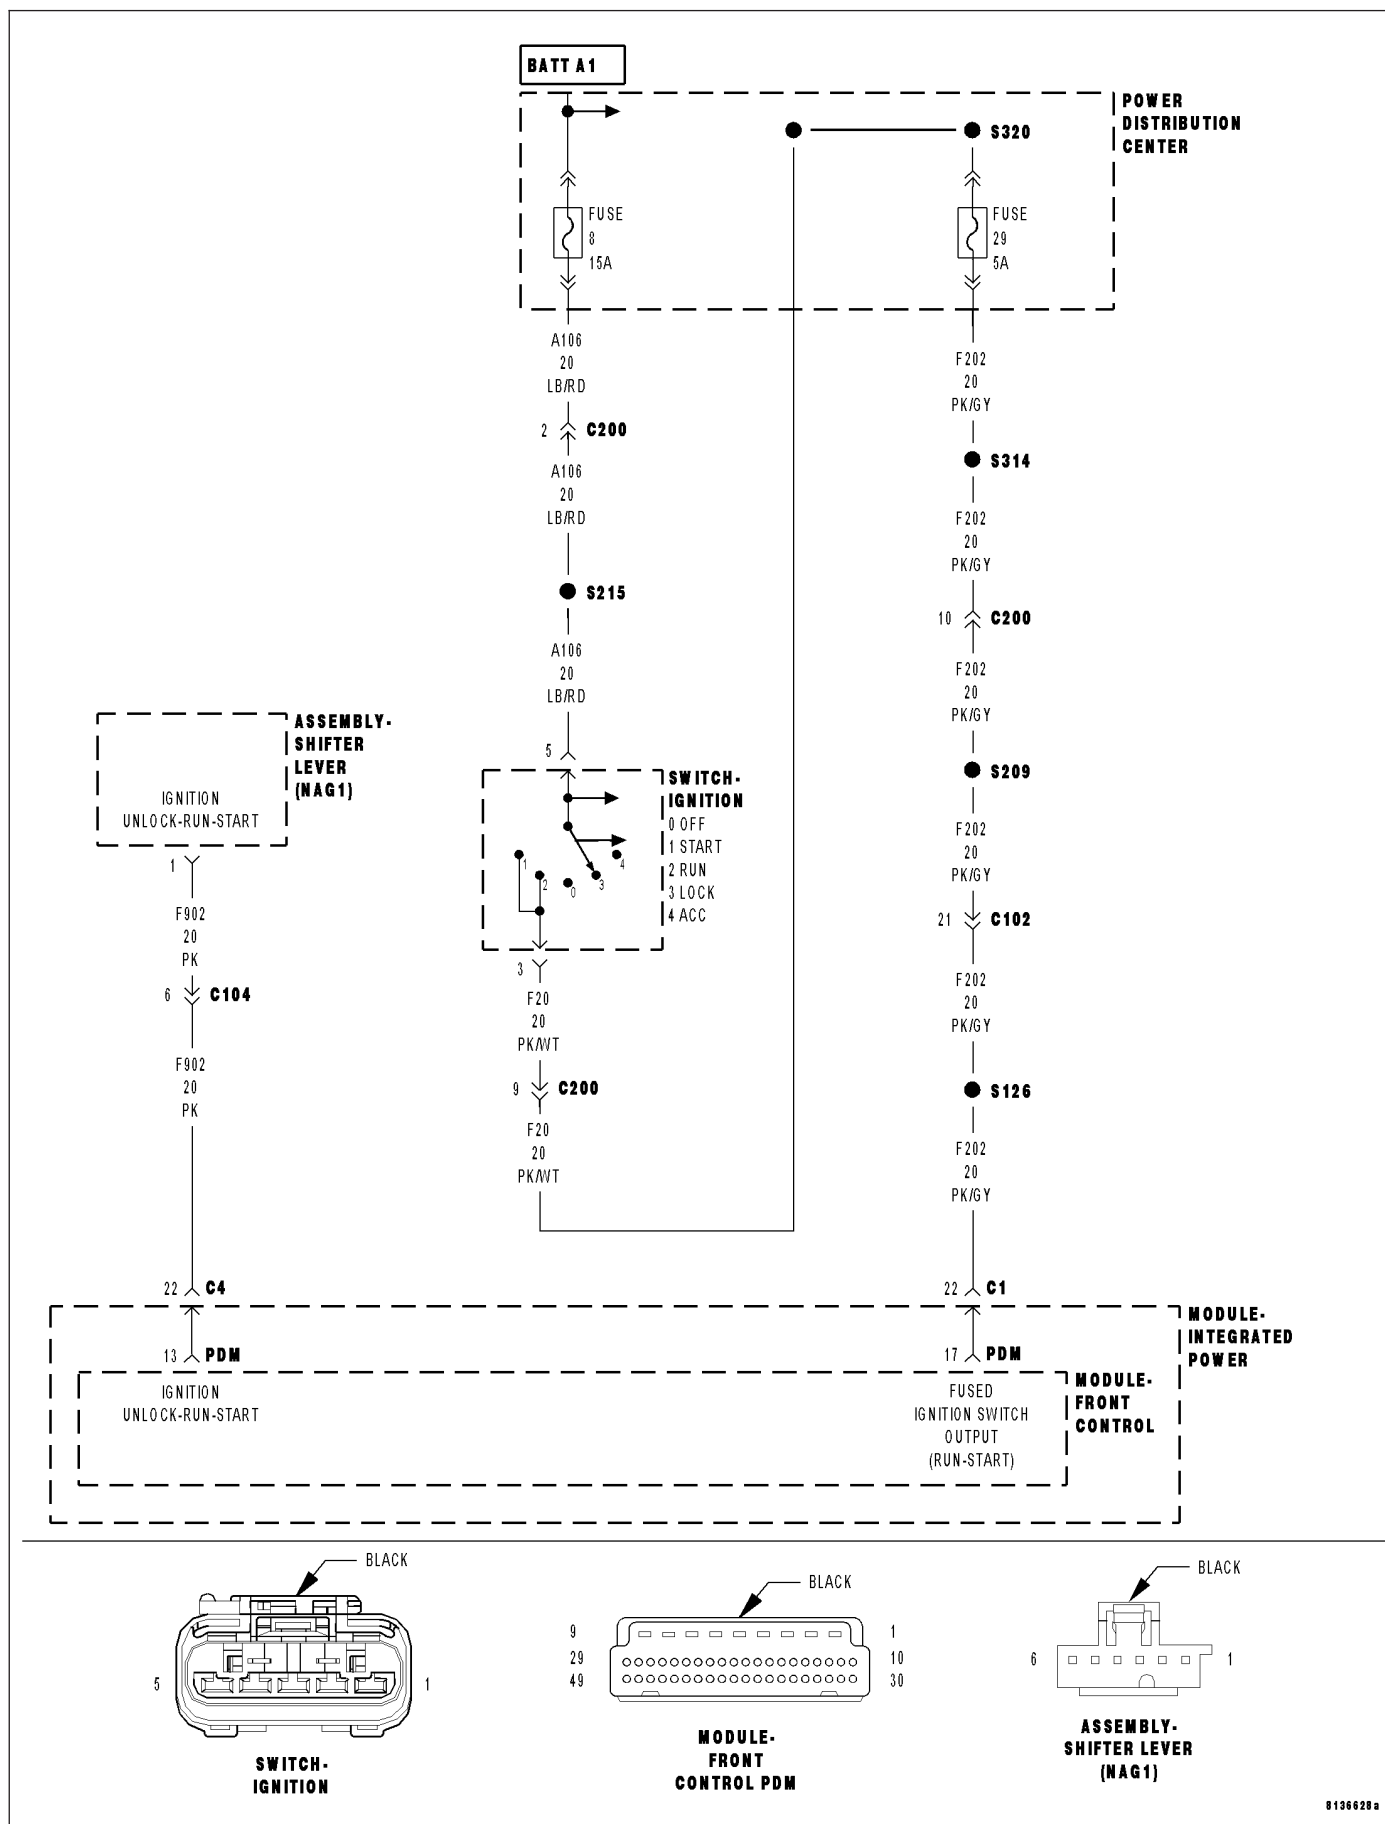 BATT A1
POWER
DISTRIBUTION
CENTER
S320
FUSE
8
15A
FUSE
29
5A
A106
20
LB/RD
2 C200
A106
20
LB/RD
S215
A106
20
LB/RD
5
F202
20
PK/GY
S314
F202
20
PK/GY
10 C200
F202
20
PK/GY
S209
F202
20
PK/GY
21 C102
F202
20
PK/GY
S126
F202
20
PK/GY
22 C1
ASSEMBLY-
SHIFTER
LEVER
(NAG1)
IGNITION
UNLOCK-RUN-START
1
F902
20
PK
6 C104
F902
20
PK
22 C4
SWITCH-
IGNITION
0 OFF
1 START
2 RUN
3 LOCK
4 ACC
1
2
0
3
4
3
F20
20
PK/WT
9 C200
F20
20
PK/WT
MODULE-
INTEGRATED
POWER
13 PDM
17 PDM
MODULE-
FRONT
CONTROL
IGNITION
UNLOCK-RUN-START
FUSED
IGNITION SWITCH
OUTPUT
(RUN-START)
BLACK
5
1
SWITCH-
IGNITION
BLACK
9
1
29
10
49
30
MODULE-
FRONT
CONTROL PDM
BLACK
6
1
ASSEMBLY-
SHIFTER LEVER
(NAG1)
8136628a